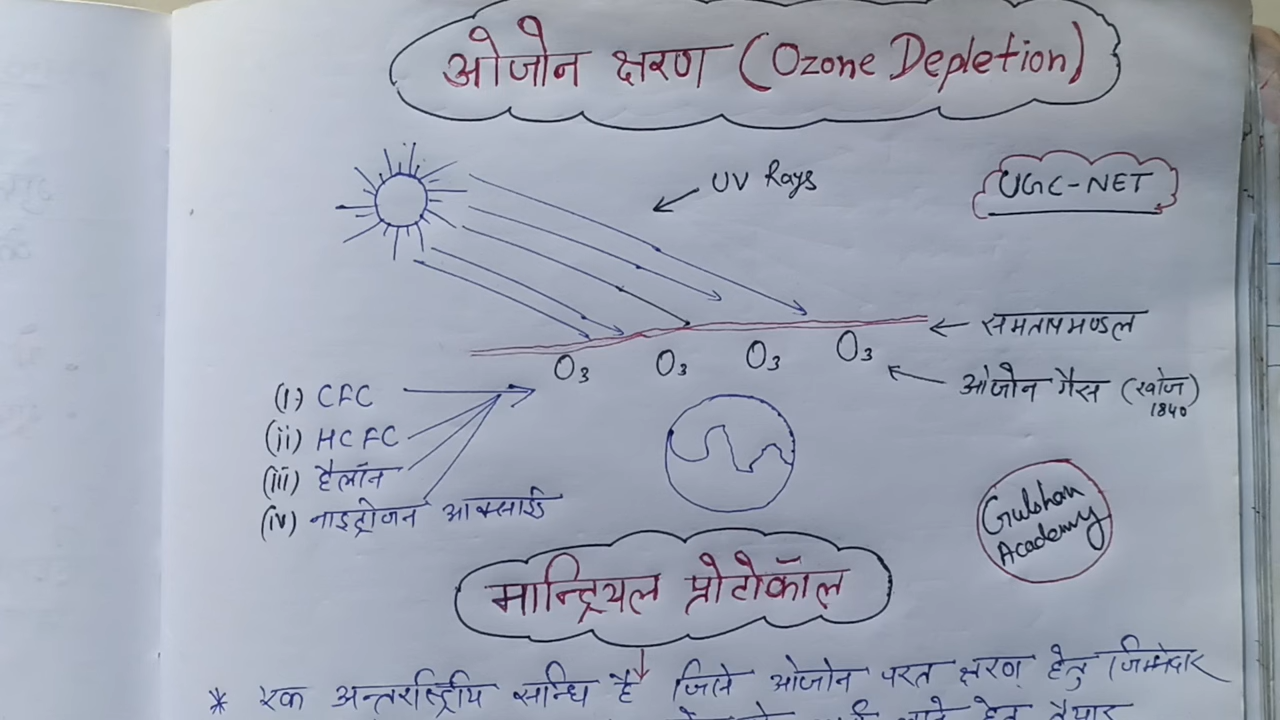 ओजोन क्षरण (Ozone Depletion)
UV Rays
UGC-NET
समतापमण्डल
O₃ O₃ O₃ O₃
ओजोन गैस (खोज)
1840
(i) CFC
(ii) HCFC
(iii) हैलॉन
(iv) नाइट्रोजन आक्साईड
Gulshan
Academy
मान्ट्रियल प्रोटोकॉल
* एक अन्तर्राष्ट्रीय सन्धि है जिसे ओजोन परत क्षरण हेतु जिम्मेदार
हेतु तैयार